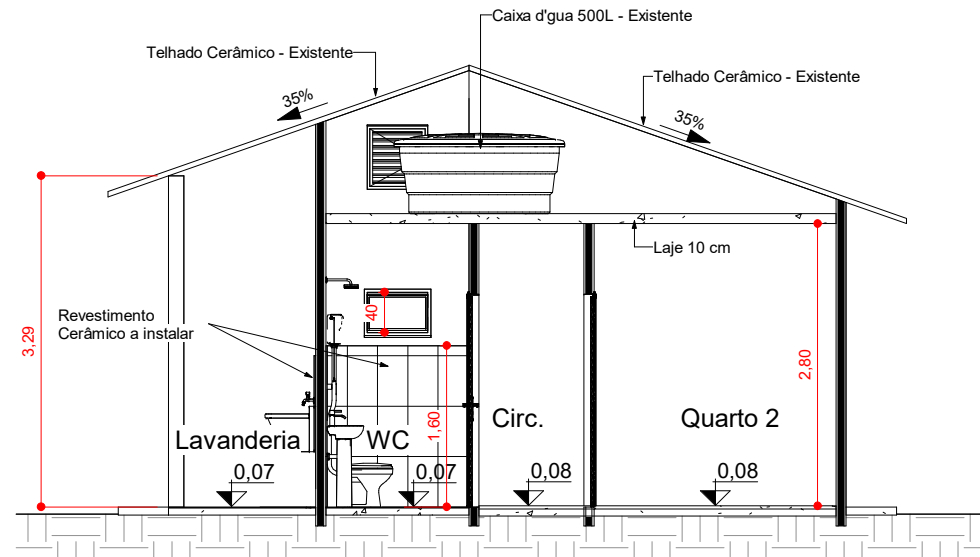 Caixa d'gua 500L - Existente
Telhado Cerâmico - Existente
Telhado Cerâmico - Existente
35%
35%
Laje 10 cm
Revestimento
Cerâmico a instalar
40
3,29
2,80
1,60
Lavanderia
WC
Circ.
Quarto 2
0,07
0,07
0,08
0,08